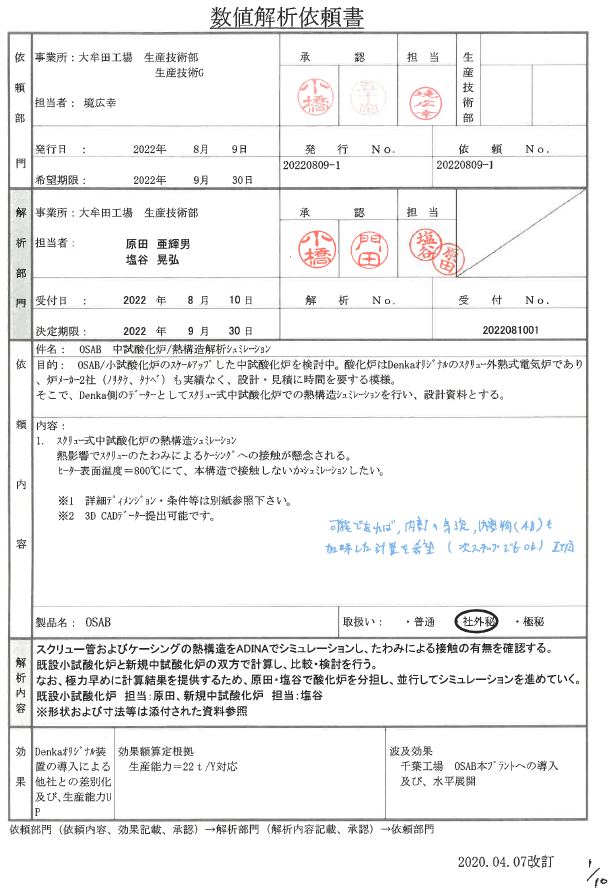 数値解析依頼書
依頼部門
事業所：大牟田工場　生産技術部
生産技術G
担当者：　境広幸
発行日　：　2022年　8月　9日
希望期限：　2022年　9月　30日
承　認
担　当
生産技術部
小橋
境広幸
発　行　No.
依　頼　No.
20220809-1
20220809-1
解析部門
事業所：大牟田工場　生産技術部
担当者：　原田　亜輝男
塩谷　晃弘
受付日　：　2022　年　8　月　10日
決定期限：　2022　年　9　月　30日
承　認
担　当
小橋
門田
塩谷
原田
解　析　No.
受　付　No.
2022081001
依頼内容
件名：　OSAB　中試酸化炉/熱構造解析ｼｭﾐﾚｰｼｮﾝ
目的：　OSAB/小試酸化炉のｽｹｰﾙｱｯﾌﾟした中試酸化炉を検討中。酸化炉はDenkaｵﾘｼﾞﾅﾙのｽｸﾘｭｰ外熱式電気炉であり
、炉ﾒｰｶｰ2社（ﾉﾘﾀｹ、ﾀﾅﾍﾞ）も実績なく、設計・見積に時間を要する模様。
そこで、Denka側のﾃﾞｰﾀｰとしてｽｸﾘｭｰ式中試酸化炉での熱構造ｼｭﾐﾚｰｼｮﾝを行い、設計資料とする。
内容：
1.　ｽｸﾘｭｰ式中試酸化炉の熱構造ｼｭﾐﾚｰｼｮﾝ
熱影響でｽｸﾘｭｰのたわみによるｹｰｼﾝｸﾞへの接触が懸念される。
ﾋｰﾀｰ表面温度＝800℃にて、本構造で接触しないかｼｭﾐﾚｰｼｮﾝしたい。
※1　詳細ﾃﾞｨﾒﾝｼｮﾝ・条件等は別紙参照下さい。
※2　3D CADﾃﾞｰﾀｰ提出可能です。
可能であれば，内部の，内容物(AB)も
加味した計算を希望（次ステップでもOK）
製品名：　OSAB
取扱い：　・普通　・社外秘　・極秘
解析内容
スクリュー管およびケーシングの熱構造をADINAでシミュレーションし、たわみによる接触の有無を確認する。
既設小試酸化炉と新規中試酸化炉の双方で計算し、比較・検討を行う。
なお、極力早めに計算結果を提供するため、原田・塩谷で酸化炉を分担し、並行してシミュレーションを進めていく。
既設小試酸化炉　担当：原田、新規中試酸化炉　担当：塩谷
※形状および寸法等は添付された資料参照
効果
Denkaｵﾘｼﾞﾅﾙ装
置の導入による
他社との差別化
及び、生産能力U
P
効果額算定根拠
生産能力＝22ｔ/Y対応
波及効果
千葉工場　OSAB本ﾌﾟﾗﾝﾄへの導入
及び、水平展開
依頼部門（依頼内容、効果記載、承認）→解析部門（解析内容記載、承認）→依頼部門
2020.04.07改訂
1/10